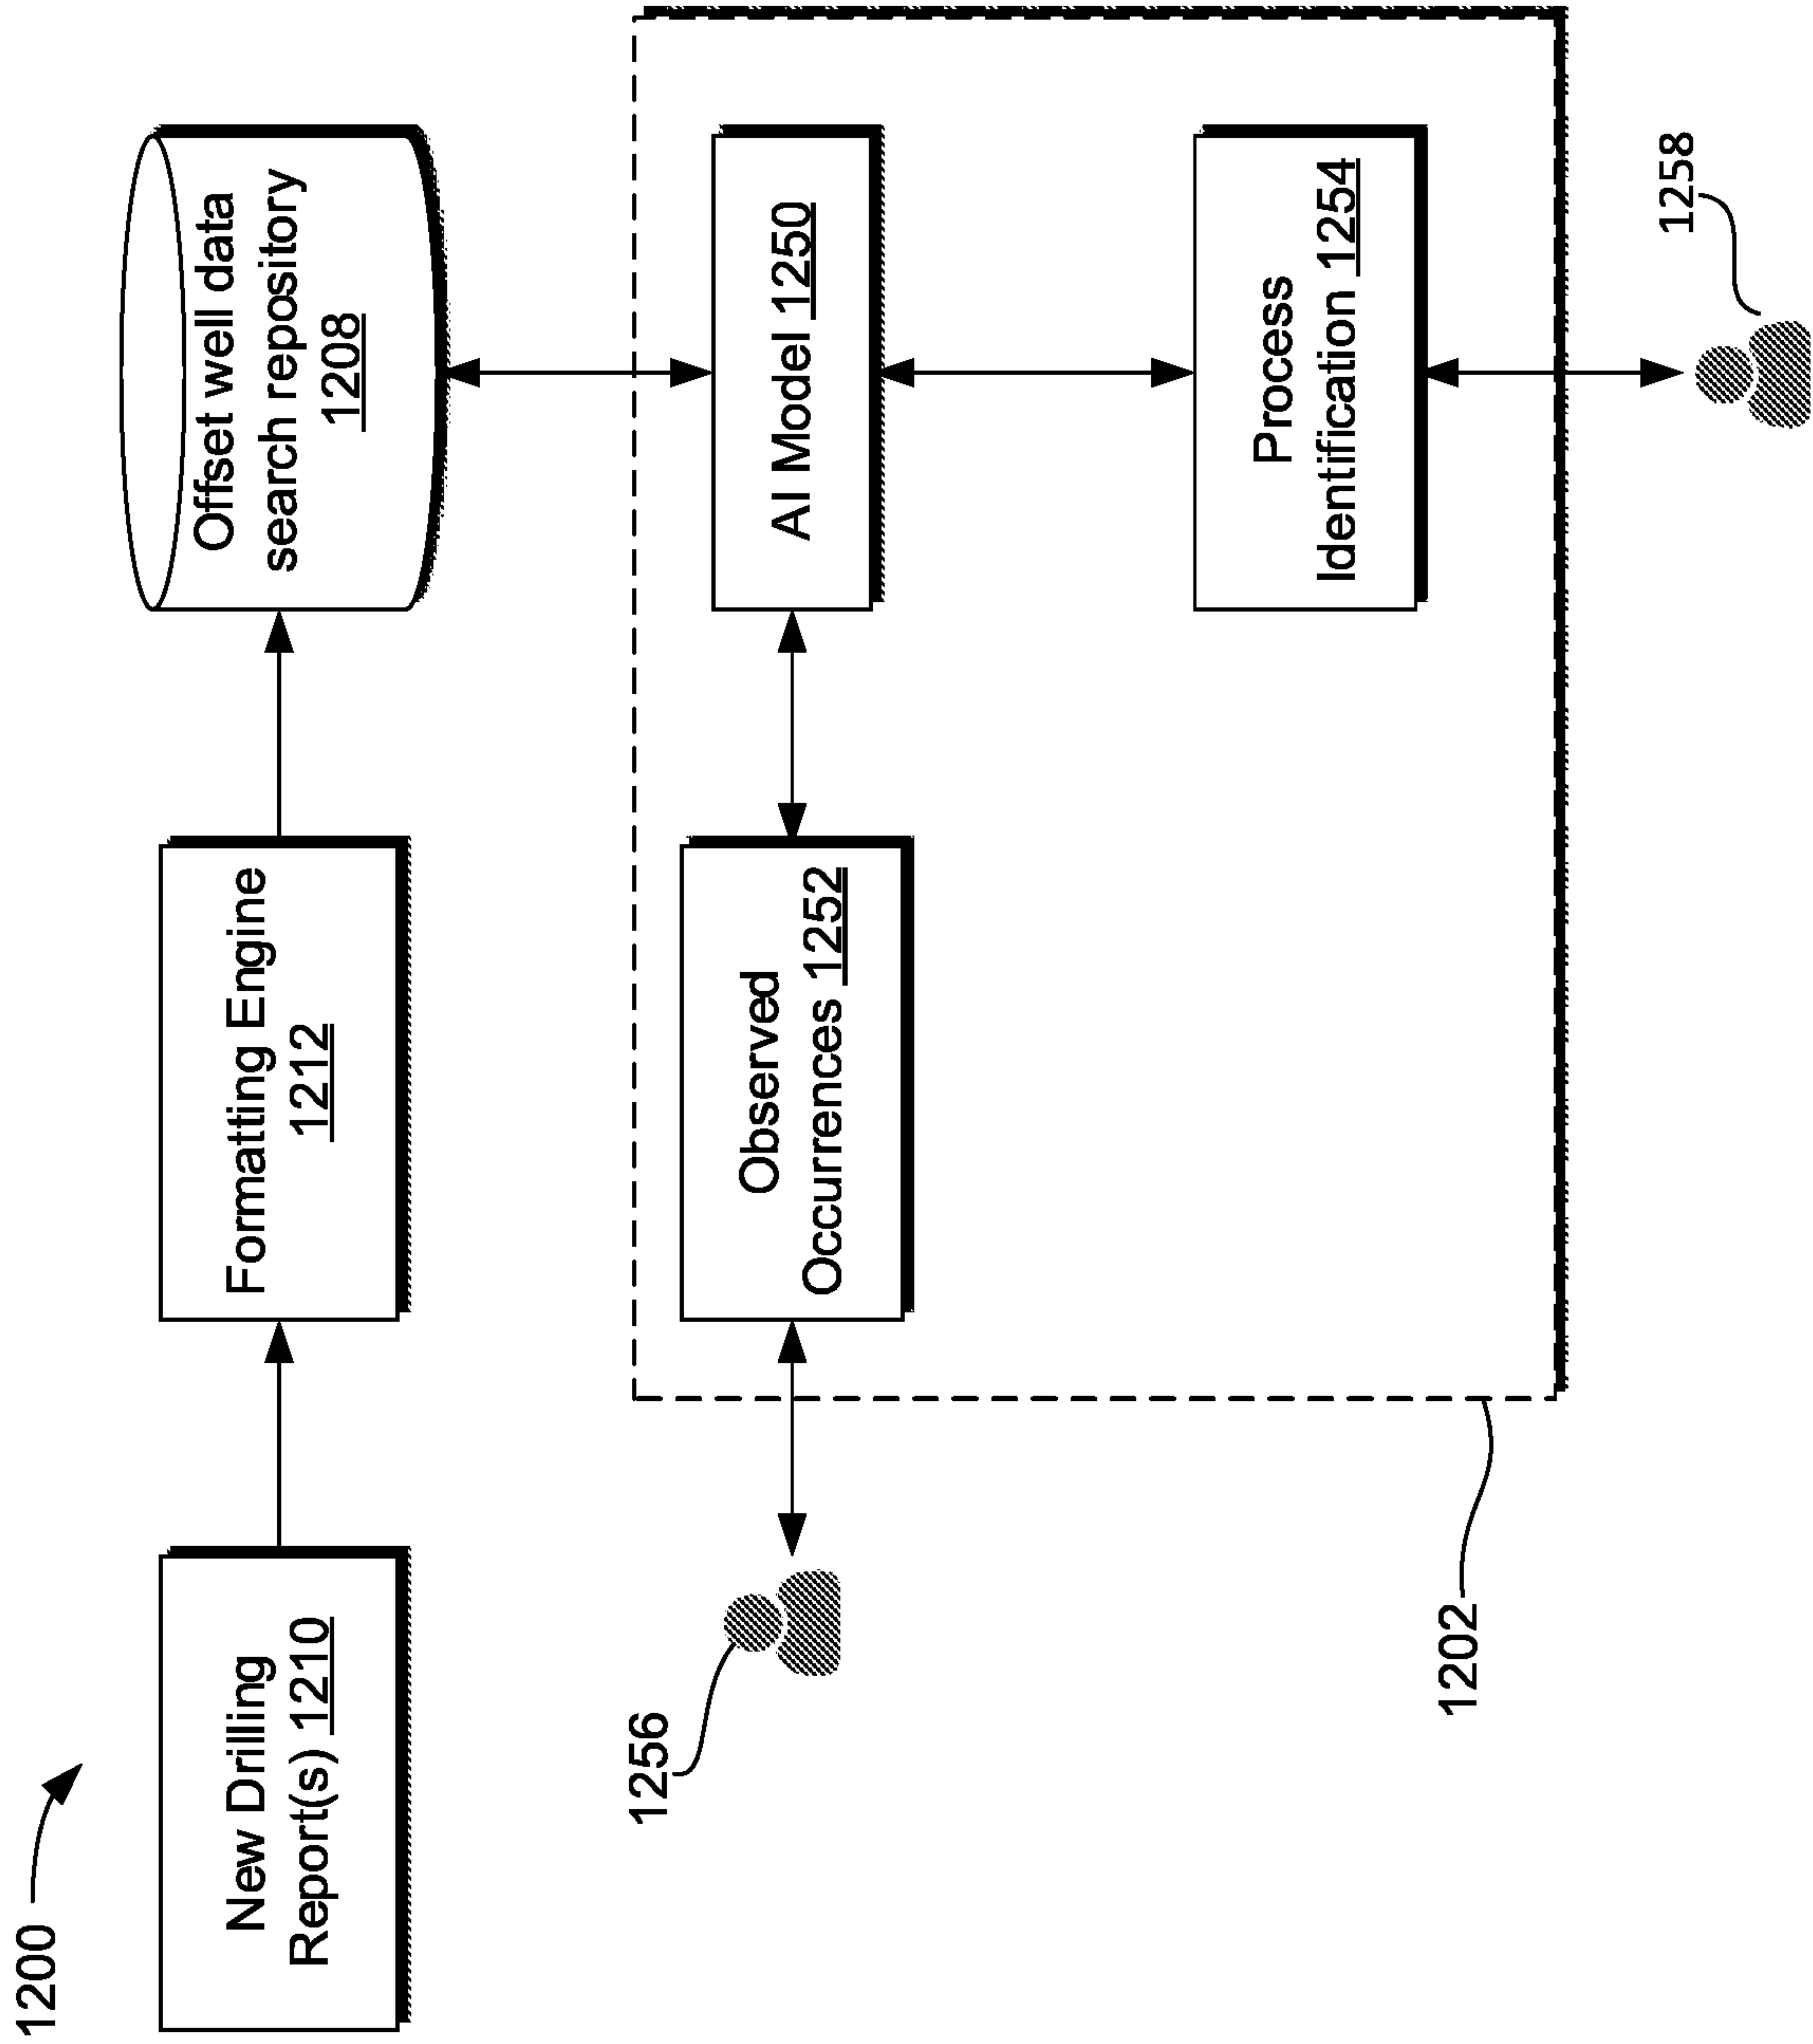 1200
New Drilling
Report(s) 1210
Formatting Engine
1212
Offset well data
search repository
1208
1256
Observed
Occurrences 1252
AI Model 1250
Process
Identification 1254
1202
1258